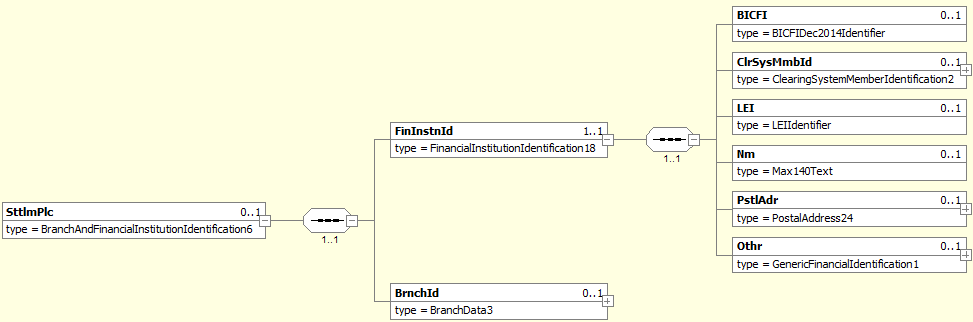 BICFI 0..1
type = BICFIDec2014Identifier
ClrSysMmbId 0..1
type = ClearingSystemMemberIdentification2
LEI 0..1
type = LEIIdentifier
FinInstnId 1..1
type = FinancialInstitutionIdentification18
1..1
Nm 0..1
type = Max140Text
PstlAdr 0..1
type = PostalAddress24
SttlmPlc 0..1
type = BranchAndFinancialInstitutionIdentification6
1..1
Othr 0..1
type = GenericFinancialIdentification1
BrnchId 0..1
type = BranchData3